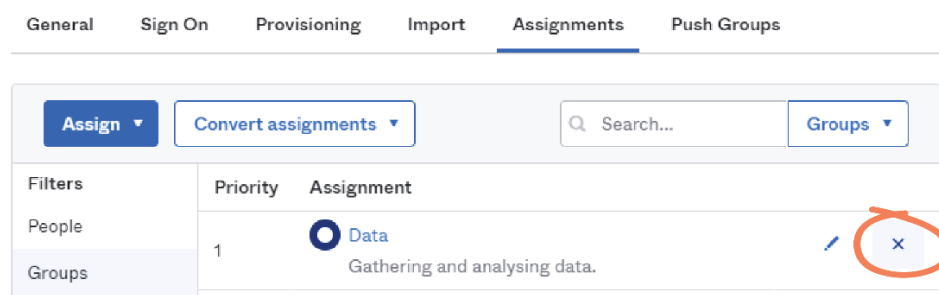 General Sign On Provisioning Import Assignments Push Groups
Assign Convert assignments Search... Groups
Filters Priority Assignment
People
1 Data
Gathering and analysing data.
Groups